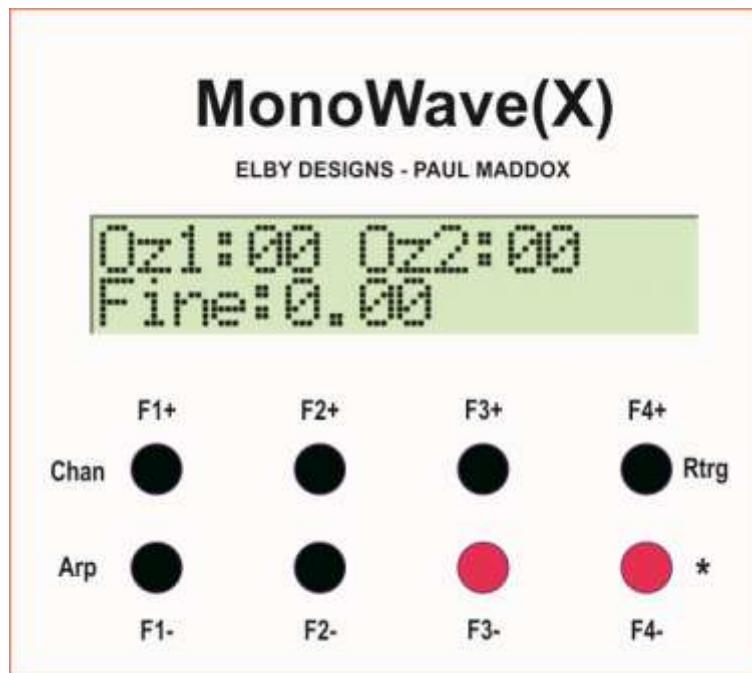 MonoWave(X)
ELBY DESIGNS - PAUL MADDOX
Oz1:00 Oz2:00
Fine:0.00
F1+ F2+ F3+ F4+
Chan Rtrg
Arp *
F1- F2- F3- F4-